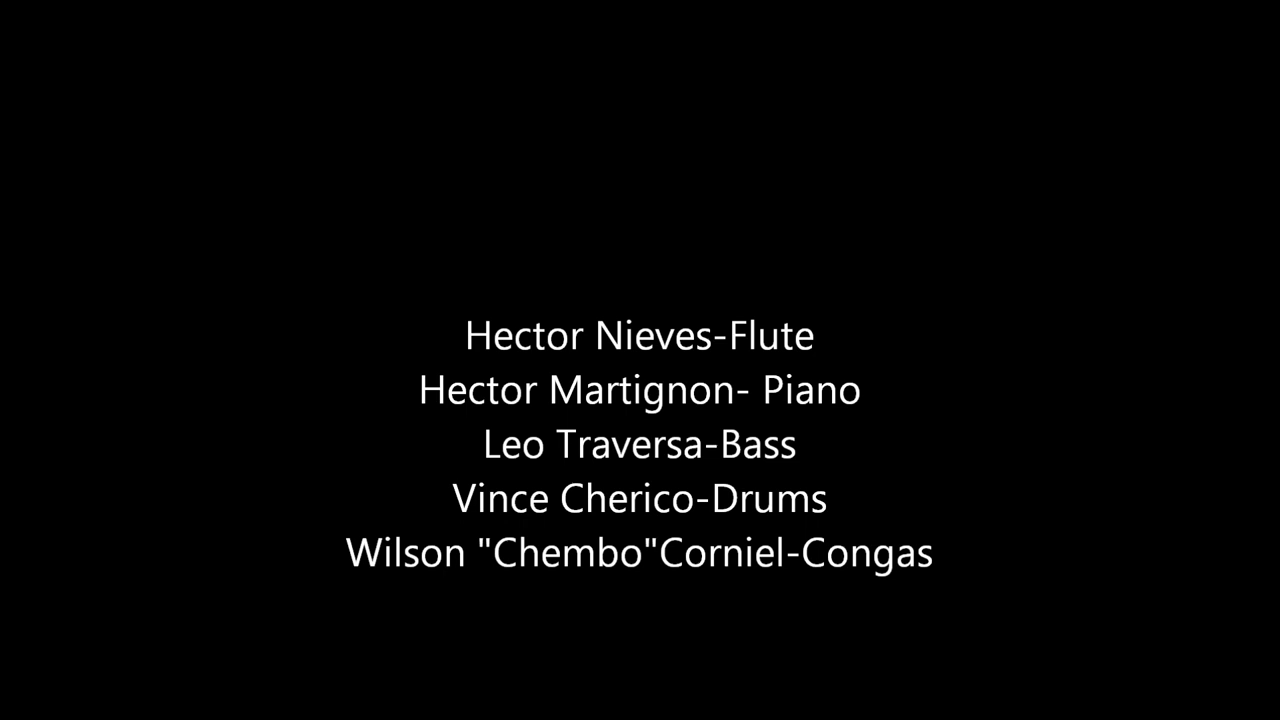 Hector Nieves-Flute
Hector Martignon- Piano
Leo Traversa-Bass
Vince Cherico-Drums
Wilson "Chembo"Corniel-Congas